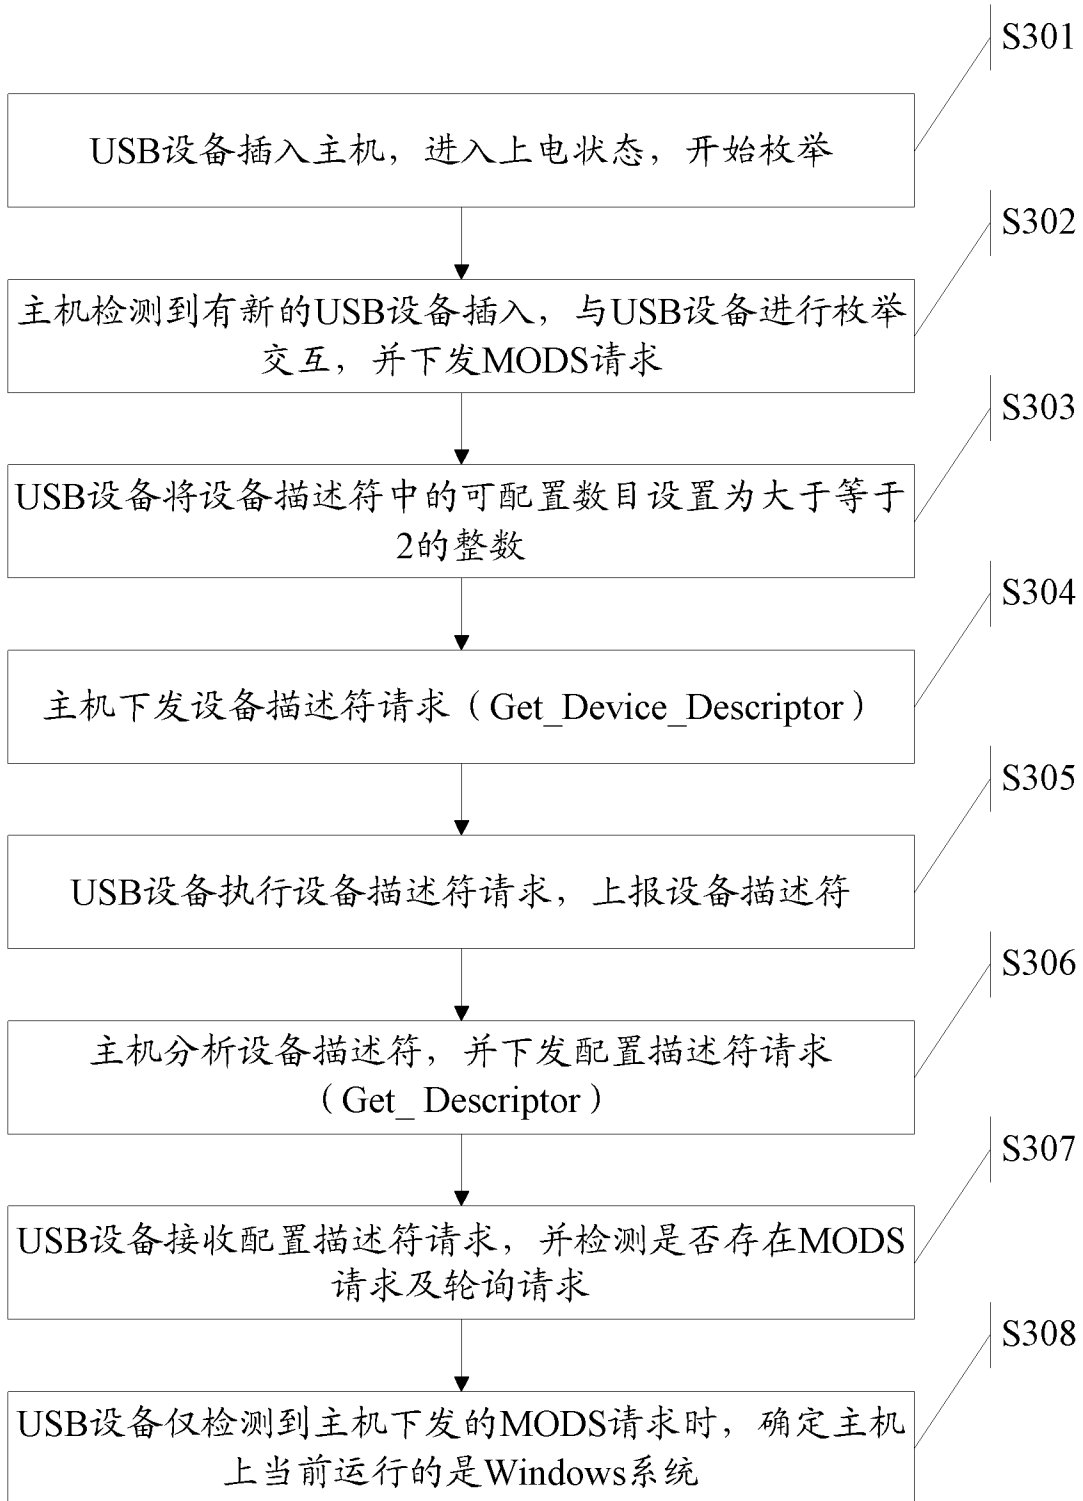 S301
USB设备插入主机，进入上电状态，开始枚举
S302
主机检测到有新的USB设备插入，与USB设备进行枚举
交互，并下发MODS请求
S303
USB设备将设备描述符中的可配置数目设置为大于等于
2的整数
S304
主机下发设备描述符请求（Get_Device_Descriptor）
S305
USB设备执行设备描述符请求，上报设备描述符
S306
主机分析设备描述符，并下发配置描述符请求
（Get_ Descriptor）
S307
USB设备接收配置描述符请求，并检测是否存在MODS
请求及轮询请求
S308
USB设备仅检测到主机下发的MODS请求时，确定主机
上当前运行的是Windows系统